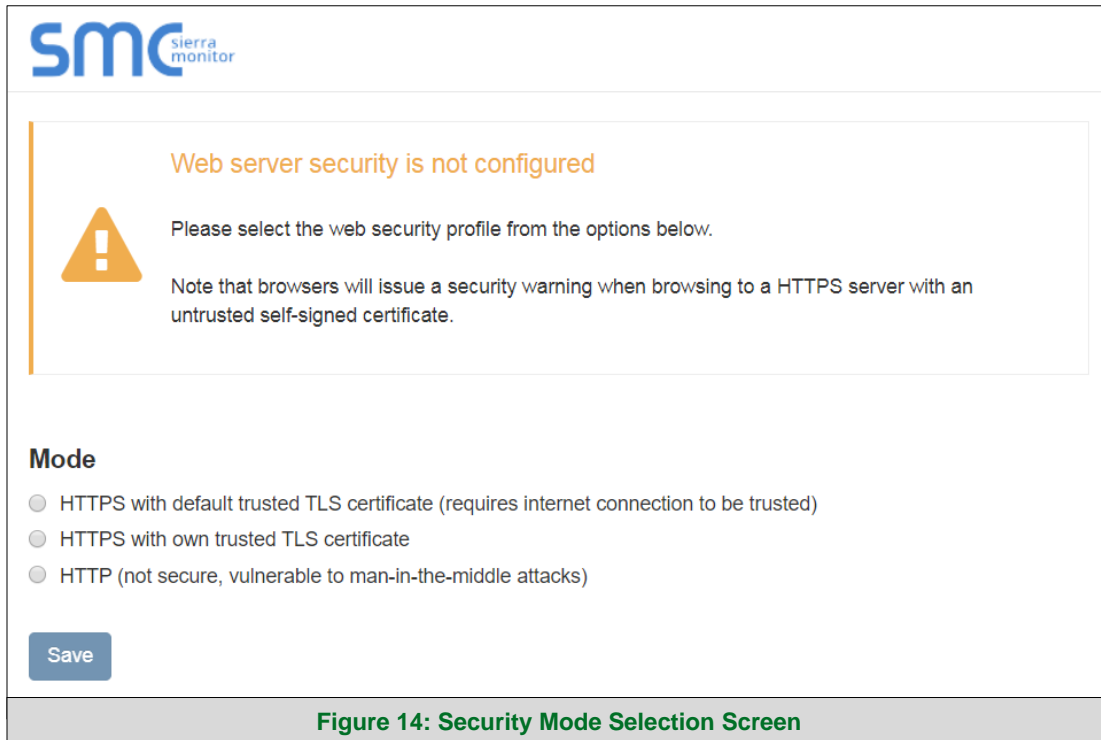 SMC sierra
monitor
Web server security is not configured
Please select the web security profile from the options below.
Note that browsers will issue a security warning when browsing to a HTTPS server with an
untrusted self-signed certificate.
Mode
HTTPS with default trusted TLS certificate (requires internet connection to be trusted)
HTTPS with own trusted TLS certificate
HTTP (not secure, vulnerable to man-in-the-middle attacks)
Save
Figure 14: Security Mode Selection Screen